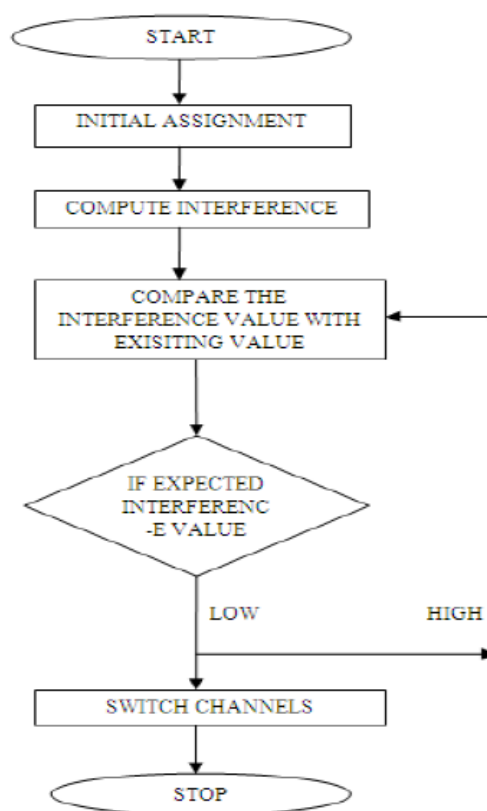 START
INITIAL ASSIGNMENT
COMPUTE INTERFERENCE
COMPARE THE
INTERFERENCE VALUE WITH
EXISITING VALUE
IF EXPECTED
INTERFERENC
-E VALUE
LOW
HIGH
SWITCH CHANNELS
STOP